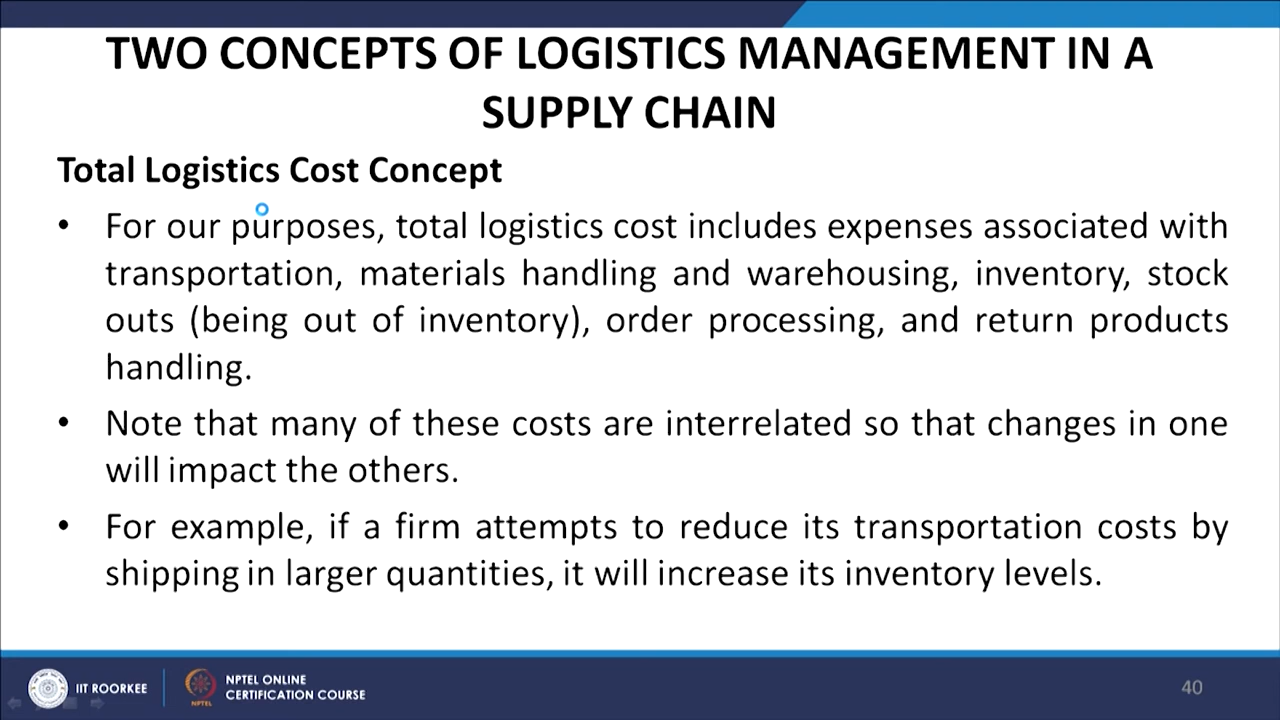 TWO CONCEPTS OF LOGISTICS MANAGEMENT IN A
SUPPLY CHAIN
Total Logistics Cost Concept
• For our purposes, total logistics cost includes expenses associated with
transportation, materials handling and warehousing, inventory, stock
outs (being out of inventory), order processing, and return products
handling.
• Note that many of these costs are interrelated so that changes in one
will impact the others.
• For example, if a firm attempts to reduce its transportation costs by
shipping in larger quantities, it will increase its inventory levels.
IIT ROORKEE
NPTEL
NPTEL ONLINE
CERTIFICATION COURSE
40